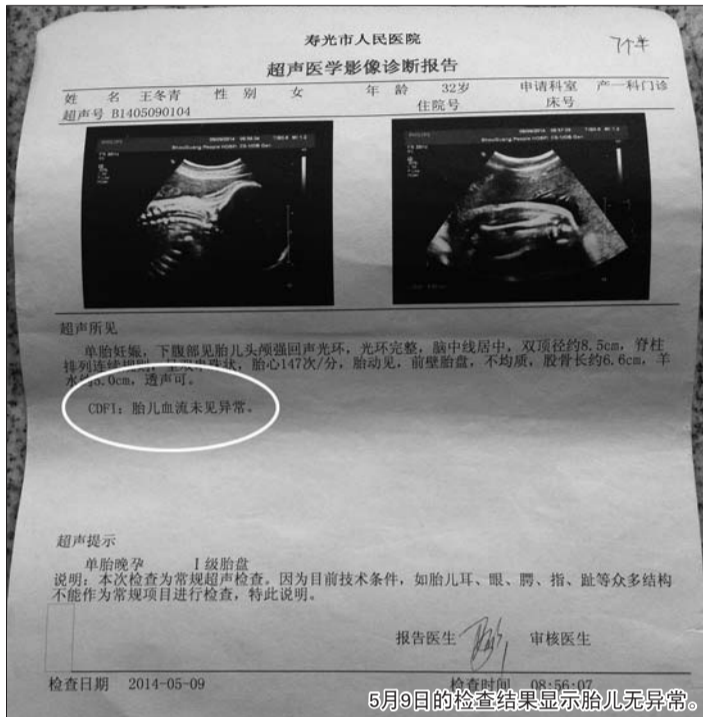 寿光市人民医院
7个半
超声医学影像诊断报告
姓 名 王冬青 性 别 女 年 龄 32岁 申请科室 产一科门诊
超声号 B1405090104 住院号 床号
超声所见
单胎妊娠，下腹部见胎儿头颅强回声光环，光环完整，脑中线居中，双顶径约8.5cm，脊柱
排列连续规则，呈双串珠状，胎心147次/分，胎动见，前壁胎盘，不均质，股骨长约6.6cm，羊
水约5.0cm，透声可。
CDFI：胎儿血流未见异常。
超声提示
单胎晚孕 I级胎盘
说明：本次检查为常规超声检查。因为目前技术条件，如胎儿耳、眼、腭、指、趾等众多结构
不能作为常规项目进行检查，特此说明。
报告医生 审核医生
检查日期 2014-05-09 检查时间 08:56:07
5月9日的检查结果显示胎儿无异常。